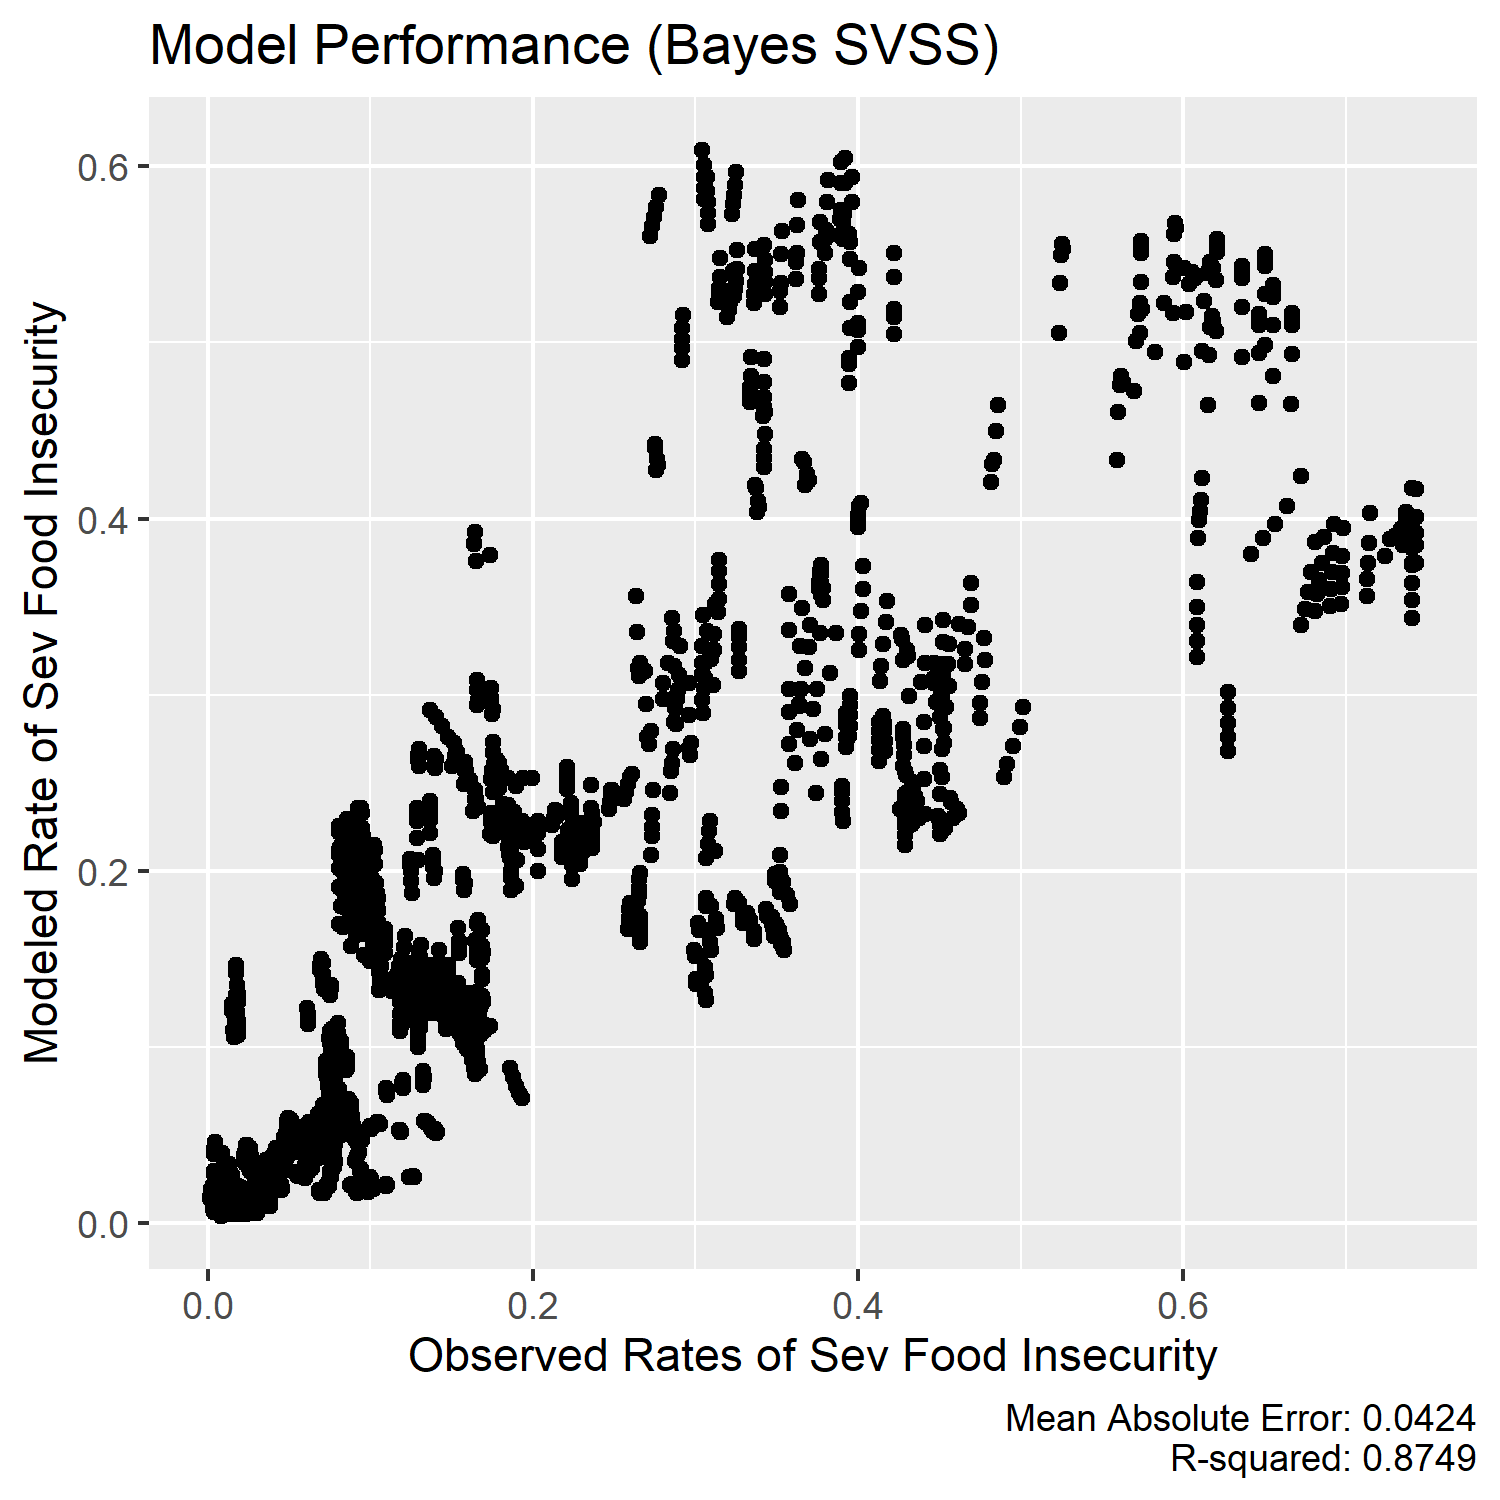 Model Performance (Bayes SVSS)
Modeled Rate of Sev Food Insecurity
0.6
0.4
0.2
0.0
0.0 0.2 0.4 0.6
Observed Rates of Sev Food Insecurity
Mean Absolute Error: 0.0424
R-squared: 0.8749